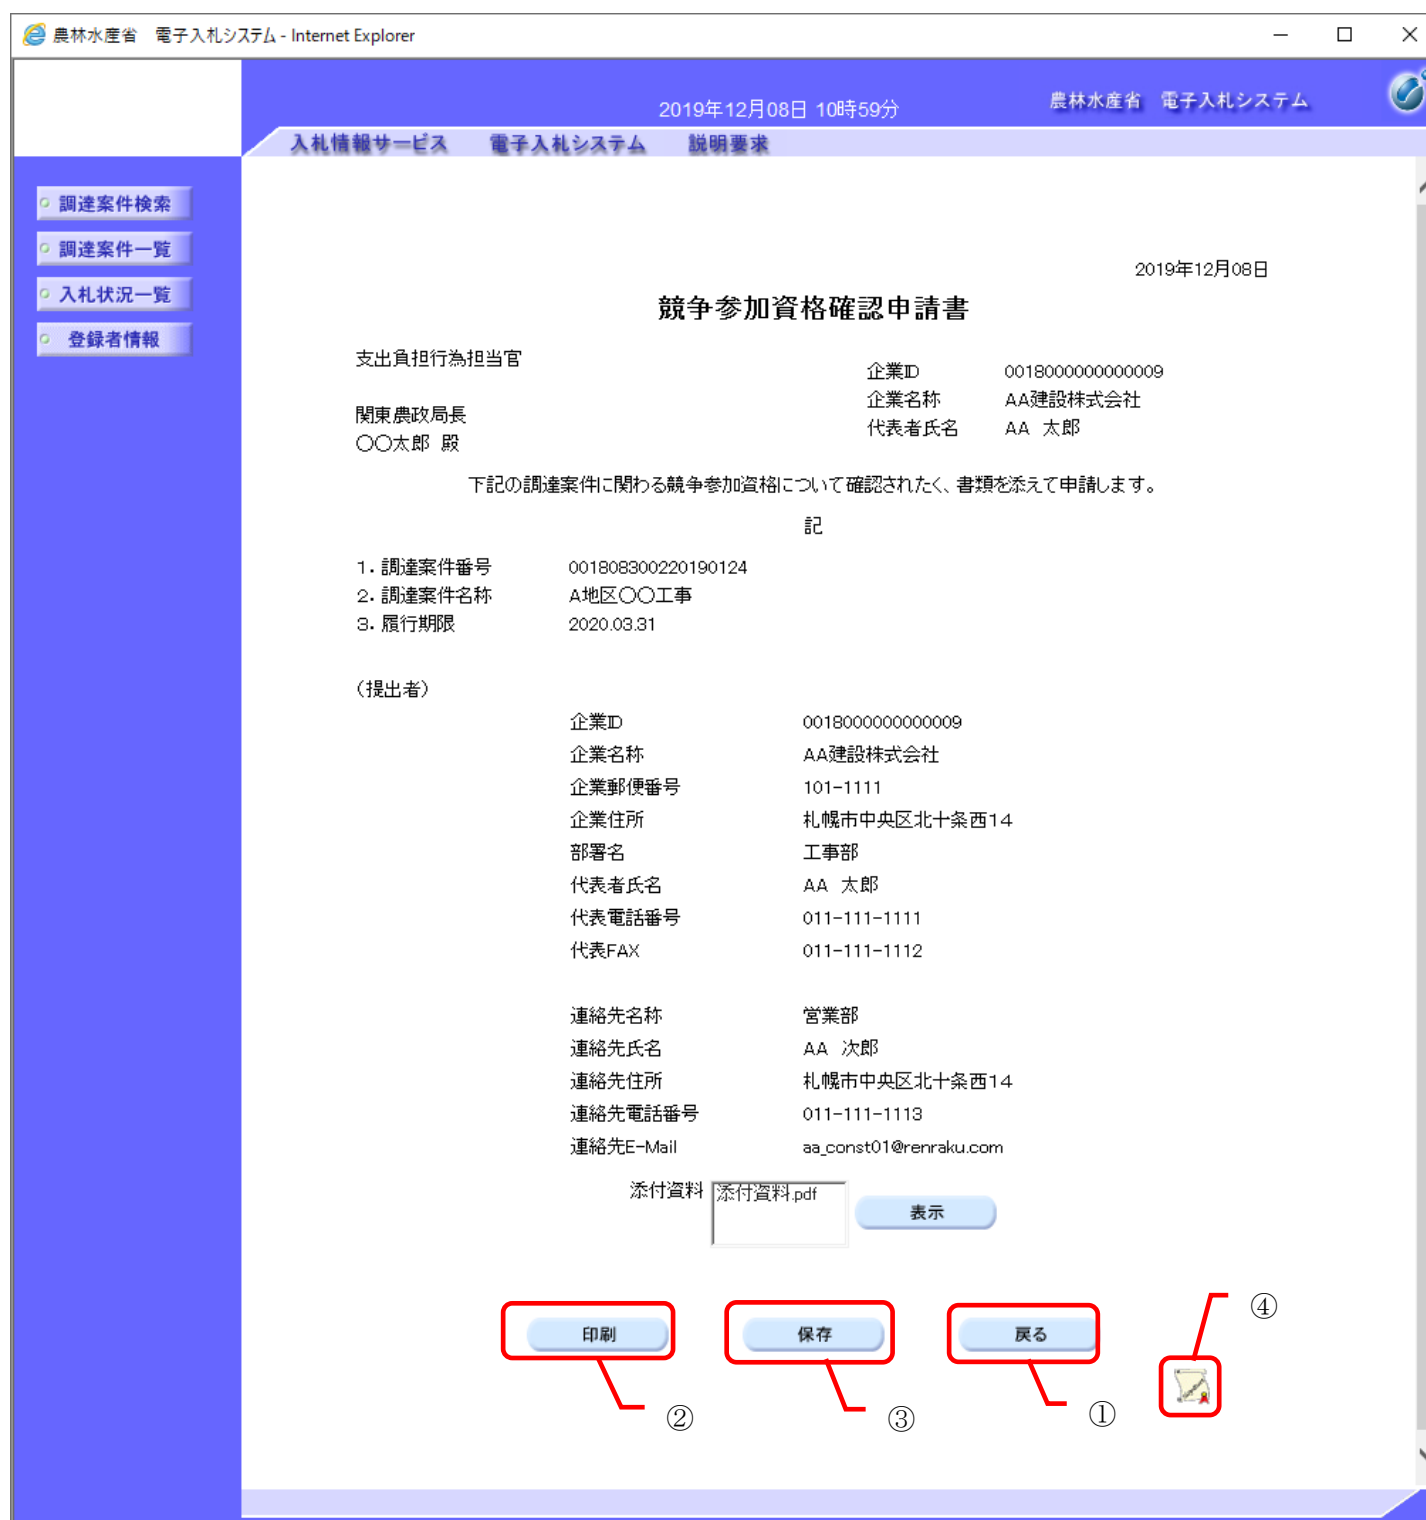 農林水産省　電子入札システム - Internet Explorer
2019年12月08日 10時59分
農林水産省　電子入札システム
入札情報サービス　電子入札システム　説明要求
調達案件検索
調達案件一覧
入札状況一覧
登録者情報
2019年12月08日
競争参加資格確認申請書
支出負担行為担当官
企業ID　0018000000000009
企業名称　AA建設株式会社
関東農政局長
代表者氏名　AA 太郎
〇〇太郎 殿
下記の調達案件に関わる競争参加資格について確認されたく、書類を添えて申請します。
記
1．調達案件番号　001808300220190124
2．調達案件名称　A地区〇〇工事
3．履行期限　2020.03.31
（提出者）
企業ID　0018000000000009
企業名称　AA建設株式会社
企業郵便番号　101-1111
企業住所　札幌市中央区北十条西14
部署名　工事部
代表者氏名　AA 太郎
代表電話番号　011-111-1111
代表FAX　011-111-1112
連絡先名称　営業部
連絡先氏名　AA 次郎
連絡先住所　札幌市中央区北十条西14
連絡先電話番号　011-111-1113
連絡先E-Mail　aa_const01@renraku.com
添付資料　添付資料.pdf　表示
④
印刷　保存　戻る
②　③　①